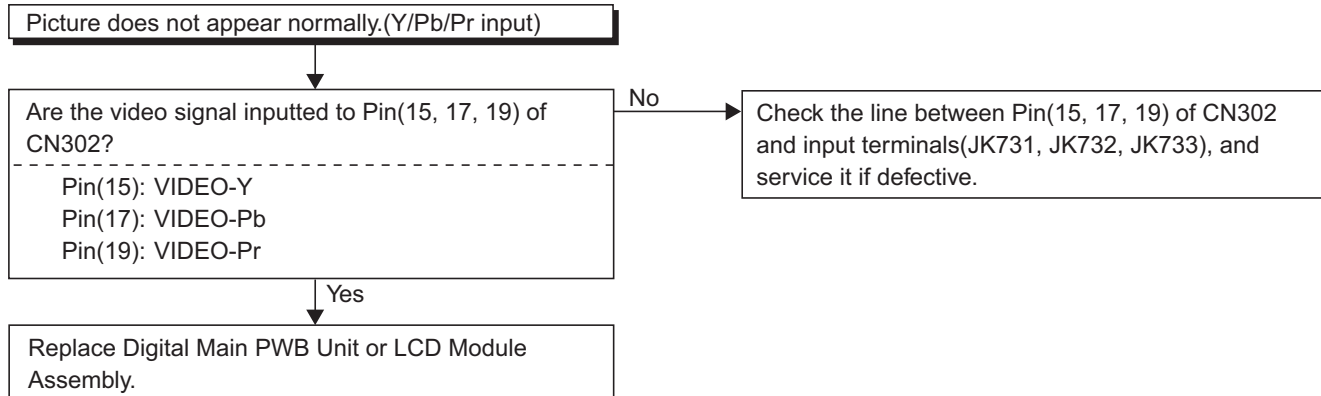 Picture does not appear normally.(Y/Pb/Pr input)
Are the video signal inputted to Pin(15, 17, 19) of
CN302?
Pin(15): VIDEO-Y
Pin(17): VIDEO-Pb
Pin(19): VIDEO-Pr
No
Check the line between Pin(15, 17, 19) of CN302
and input terminals(JK731, JK732, JK733), and
service it if defective.
Yes
Replace Digital Main PWB Unit or LCD Module
Assembly.